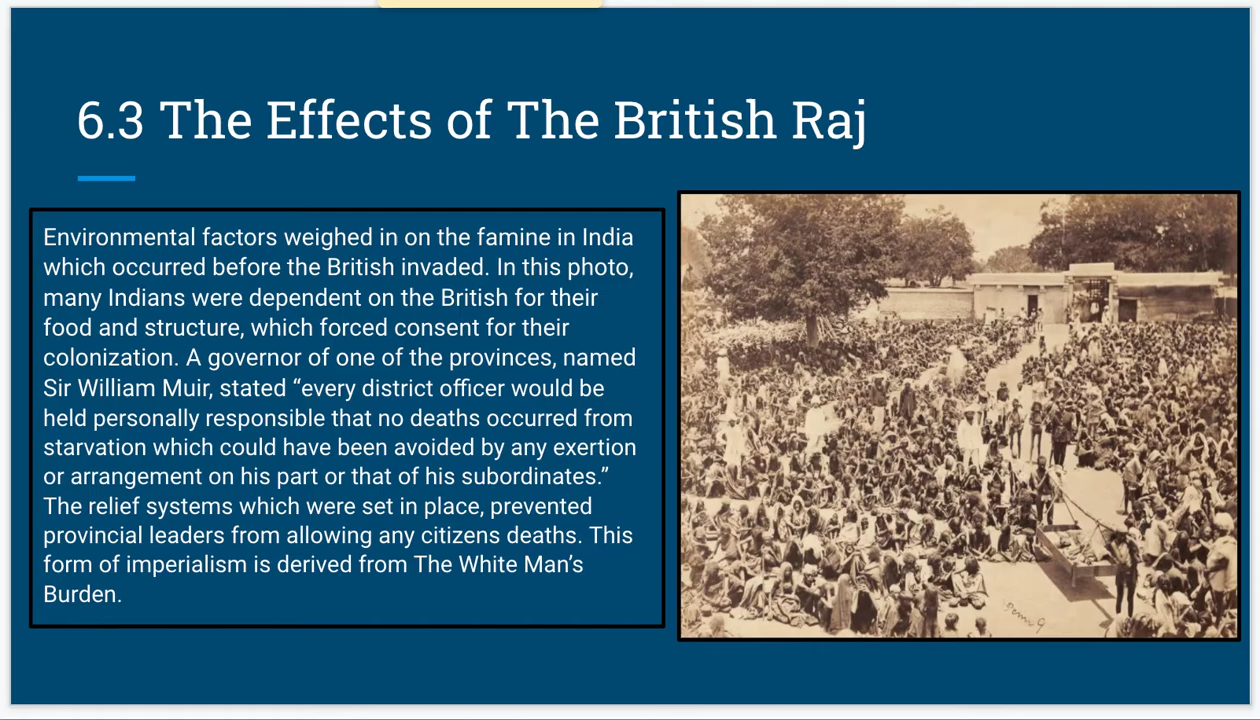 6.3 The Effects of The British Raj
Environmental factors weighed in on the famine in India
which occurred before the British invaded. In this photo,
many Indians were dependent on the British for their
food and structure, which forced consent for their
colonization. A governor of one of the provinces, named
Sir William Muir, stated “every district officer would be
held personally responsible that no deaths occurred from
starvation which could have been avoided by any exertion
or arrangement on his part or that of his subordinates.”
The relief systems which were set in place, prevented
provincial leaders from allowing any citizens deaths. This
form of imperialism is derived from The White Man’s
Burden.